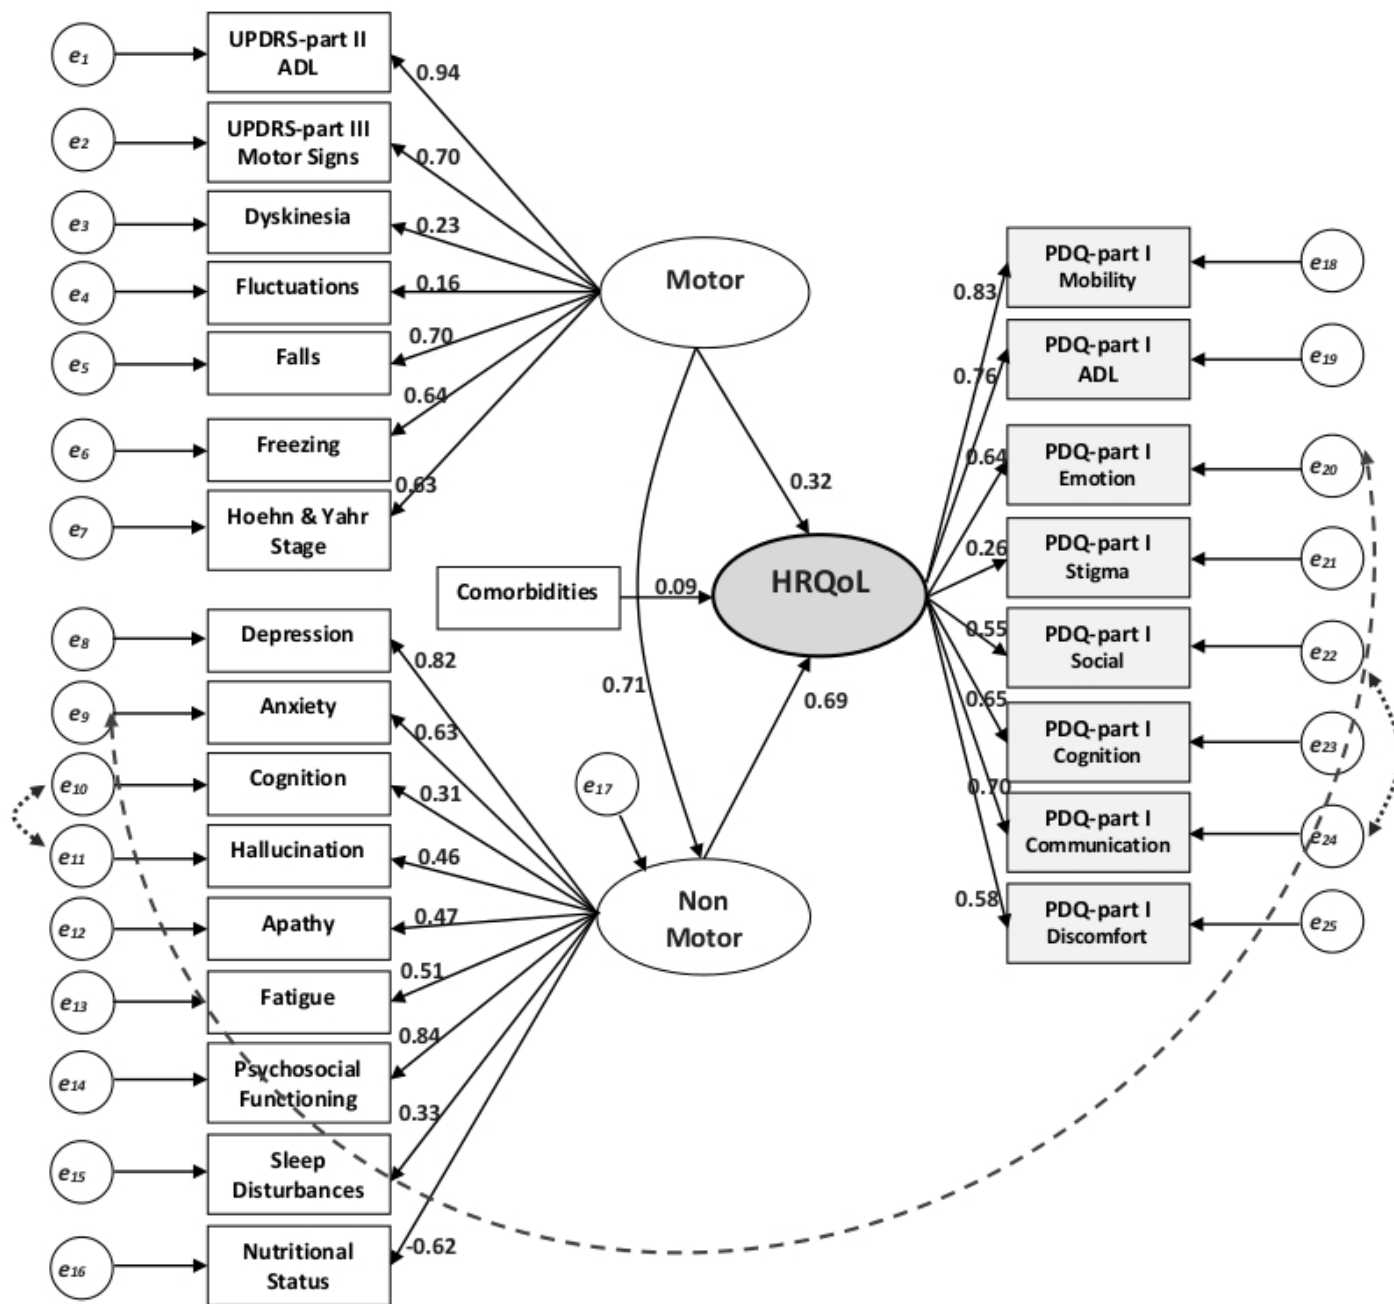 e1
UPDRS-part II
ADL
0.94
e2
UPDRS-part III
Motor Signs
0.70
e3
Dyskinesia
0.23
e4
Fluctuations
0.16
e5
Falls
0.70
e6
Freezing
0.64
e7
Hoehn & Yahr
Stage
0.63
Motor
0.32
Comorbidities
0.09
HRQoL
0.71
0.69
e17
Non
Motor
e8
Depression
0.82
e9
Anxiety
0.63
e10
Cognition
0.31
e11
Hallucination
0.46
e12
Apathy
0.47
e13
Fatigue
0.51
e14
Psychosocial
Functioning
0.84
e15
Sleep
Disturbances
0.33
e16
Nutritional
Status
-0.62
0.83
PDQ-part I
Mobility
e18
0.76
PDQ-part I
ADL
e19
0.64
PDQ-part I
Emotion
e20
0.26
PDQ-part I
Stigma
e21
0.55
PDQ-part I
Social
e22
0.65
PDQ-part I
Cognition
e23
0.70
PDQ-part I
Communication
e24
0.58
PDQ-part I
Discomfort
e25